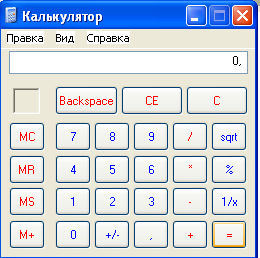 Калькулятор
Правка Вид Справка
0,
Backspace CE C
MC 7 8 9 / sqrt
MR 4 5 6 * %
MS 1 2 3 - 1/x
M+ 0 +/- , + =